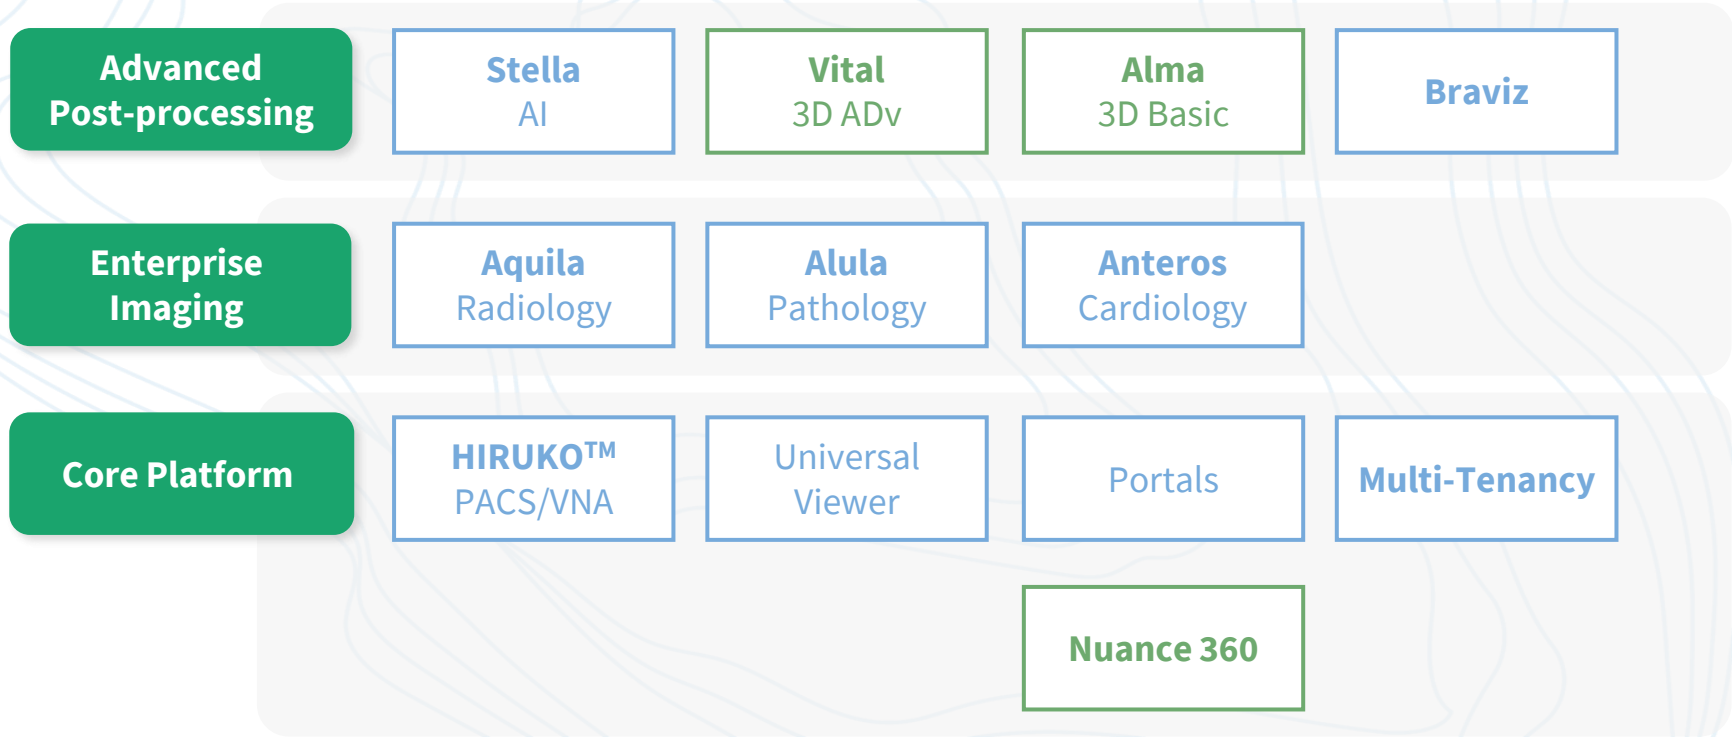 Advanced
Post-processing
Stella
AI
Vital
3D ADv
Alma
3D Basic
Braviz
Enterprise
Imaging
Aquila
Radiology
Alula
Pathology
Anteros
Cardiology
Core Platform
HIRUKO™
PACS/VNA
Universal
Viewer
Portals
Multi-Tenancy
Nuance 360